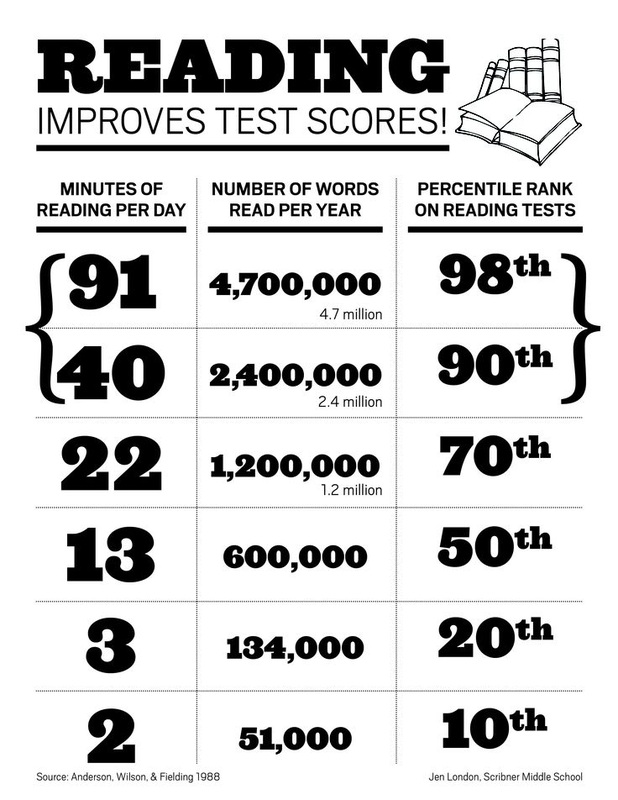 READING
IMPROVES TEST SCORES!
MINUTES OF
READING PER DAY
NUMBER OF WORDS
READ PER YEAR
PERCENTILE RANK
ON READING TESTS
91 4,700,000 98th
4.7 million
40 2,400,000 90th
2.4 million
22 1,200,000 70th
1.2 million
13 600,000 50th
3 134,000 20th
2 51,000 10th
Source: Anderson, Wilson, & Fielding 1988
Jen London, Scribner Middle School